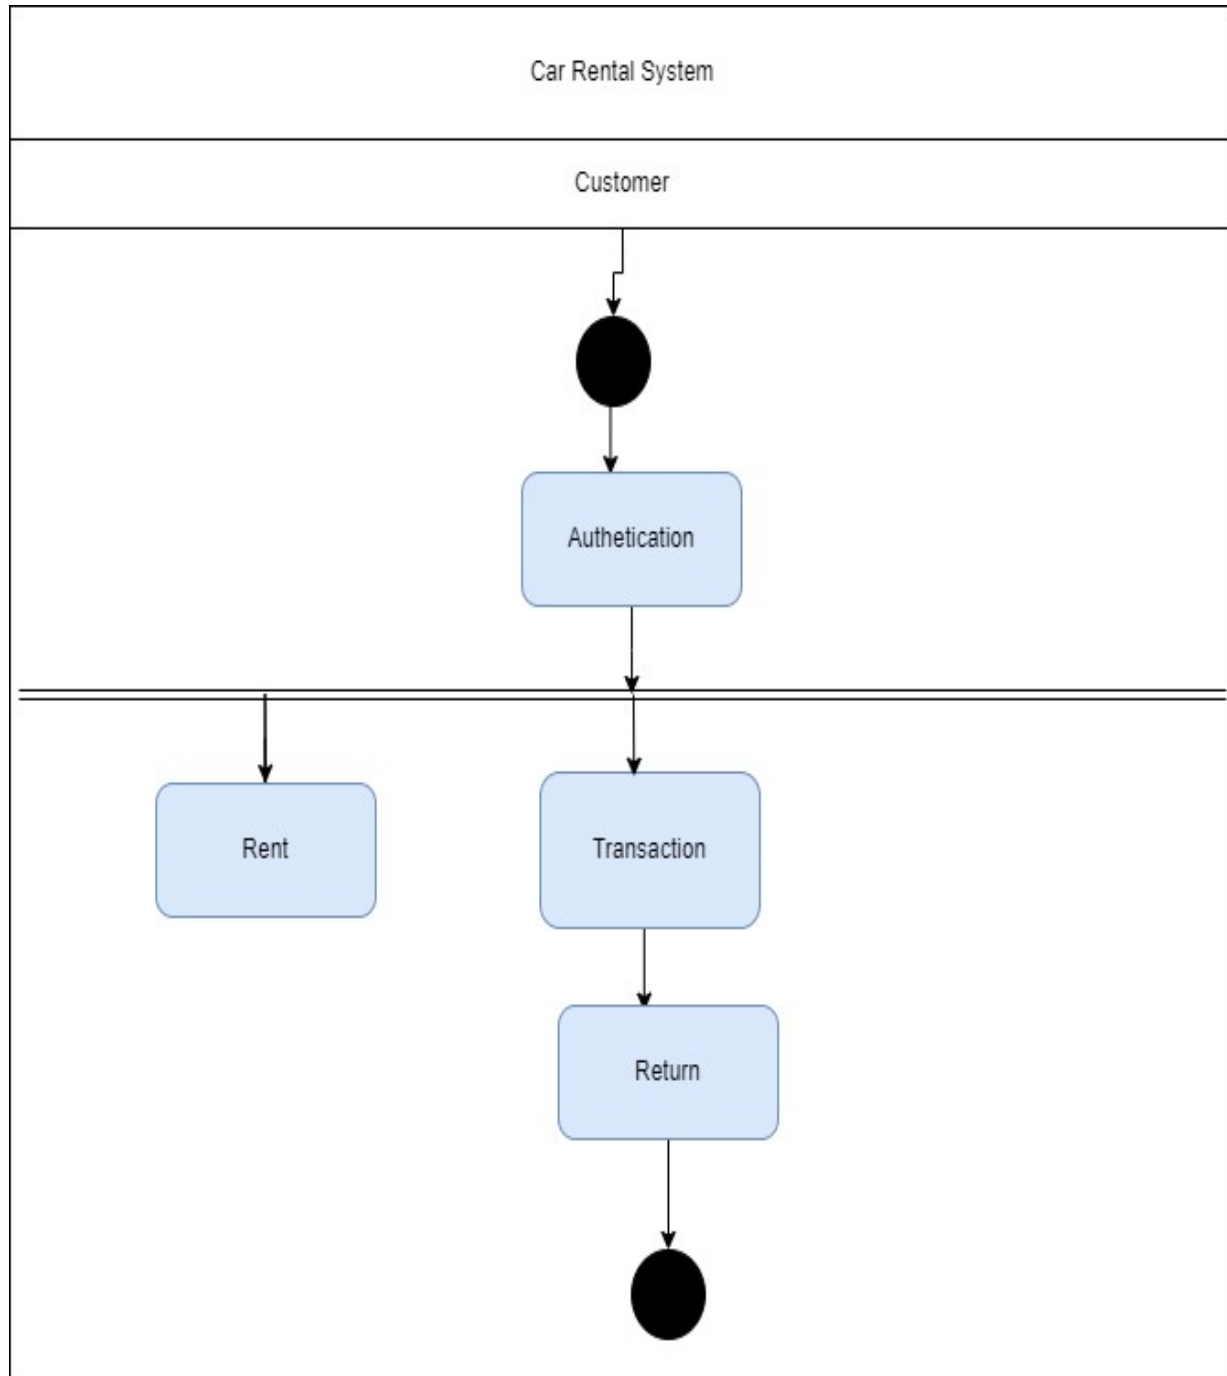 Car Rental System
Customer
Authetication
Rent
Transaction
Return